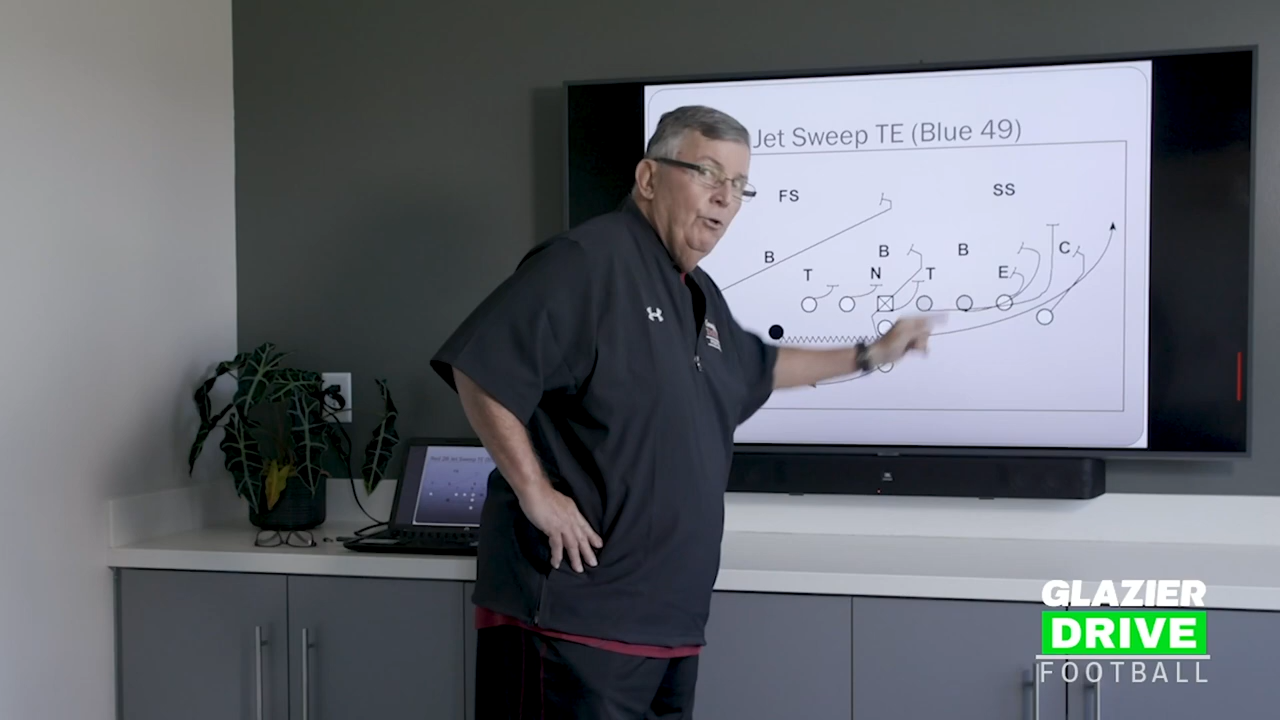 Jet Sweep TE (Blue 49)
FS
SS
B
B
B
C
T
N
T
E
GLAZIER
DRIVE
FOOTBALL